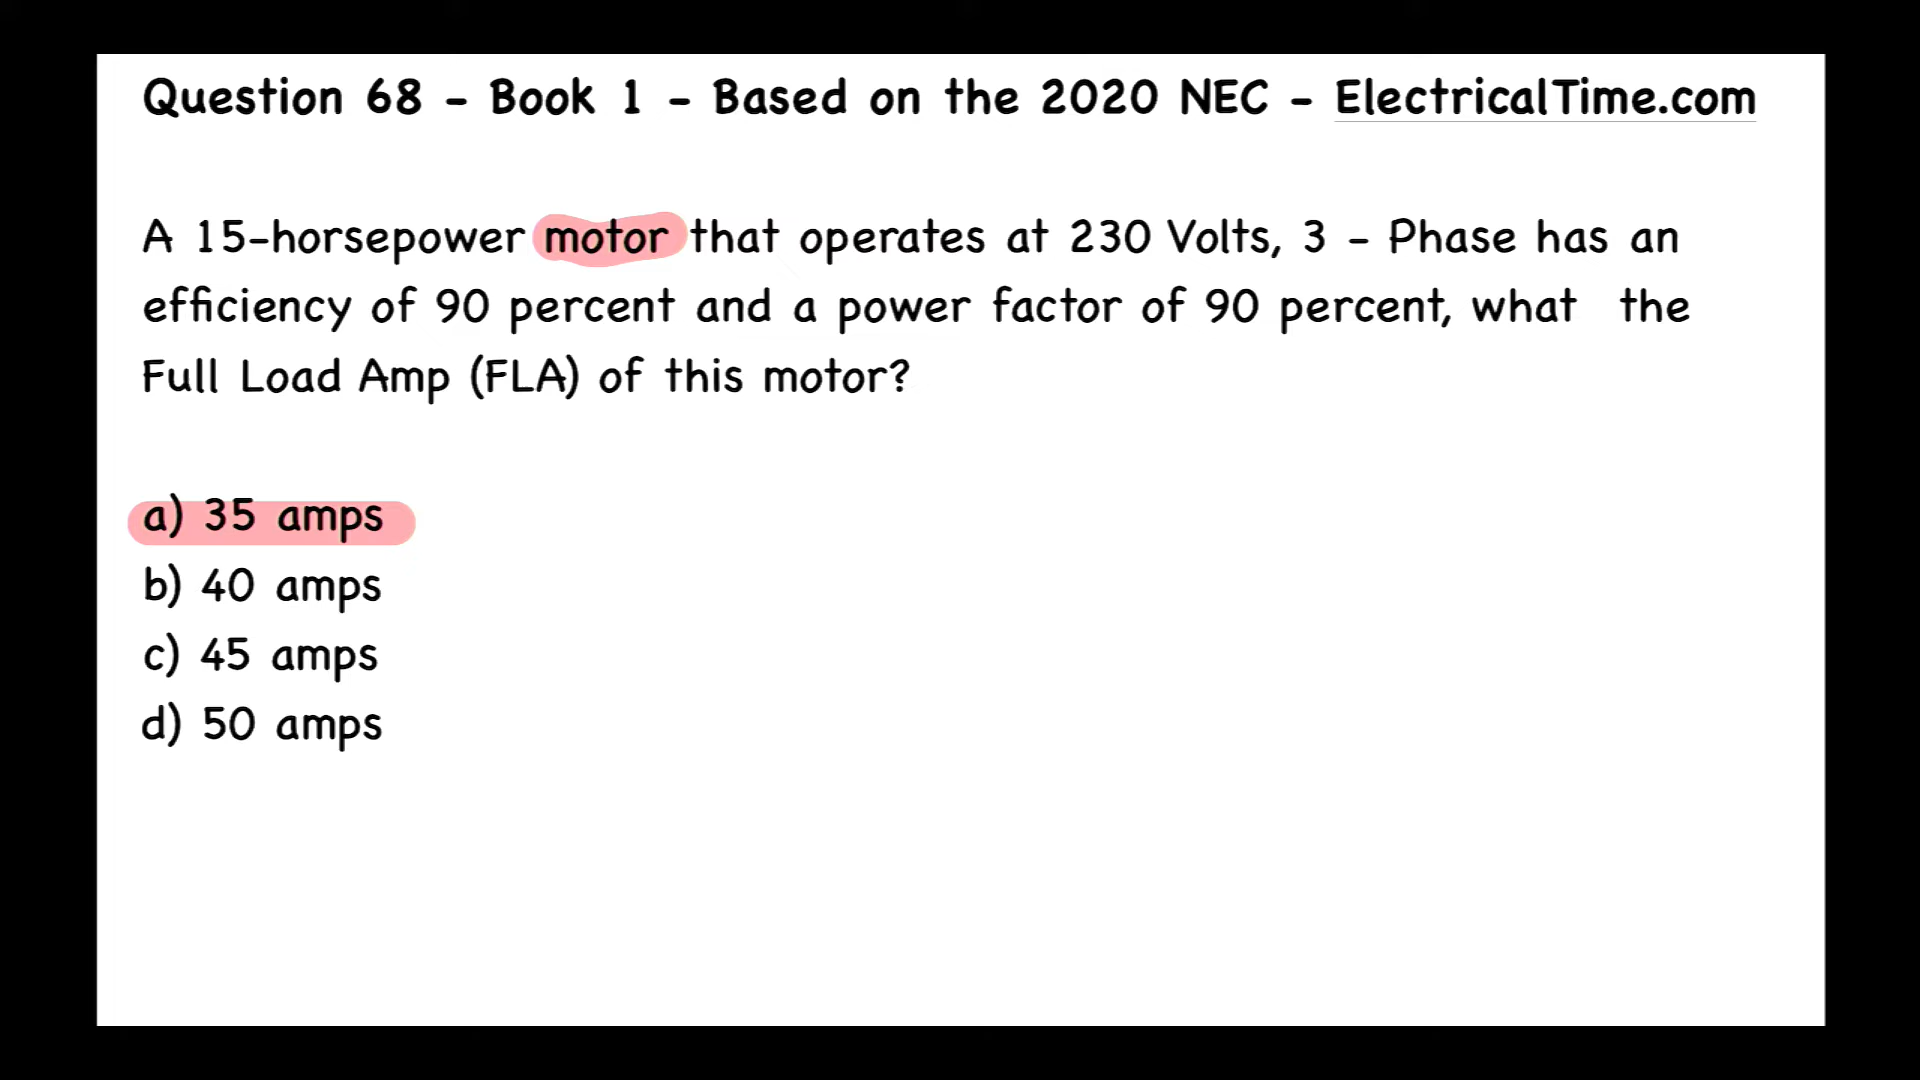 Question 68 - Book 1 - Based on the 2020 NEC - ElectricalTime.com
A 15-horsepower motor that operates at 230 Volts, 3 - Phase has an
efficiency of 90 percent and a power factor of 90 percent, what the
Full Load Amp (FLA) of this motor?
a) 35 amps
b) 40 amps
c) 45 amps
d) 50 amps